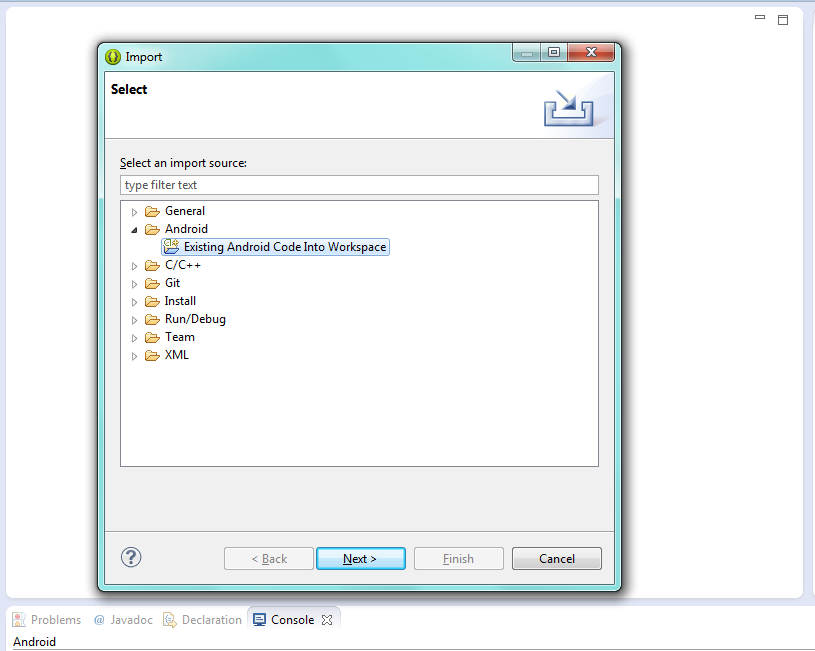 Import
Select
Select an import source:
type filter text
General
Android
Existing Android Code Into Workspace
C/C++
Git
Install
Run/Debug
Team
XML
? < Back Next > Finish Cancel
Problems @ Javadoc Declaration Console
Android